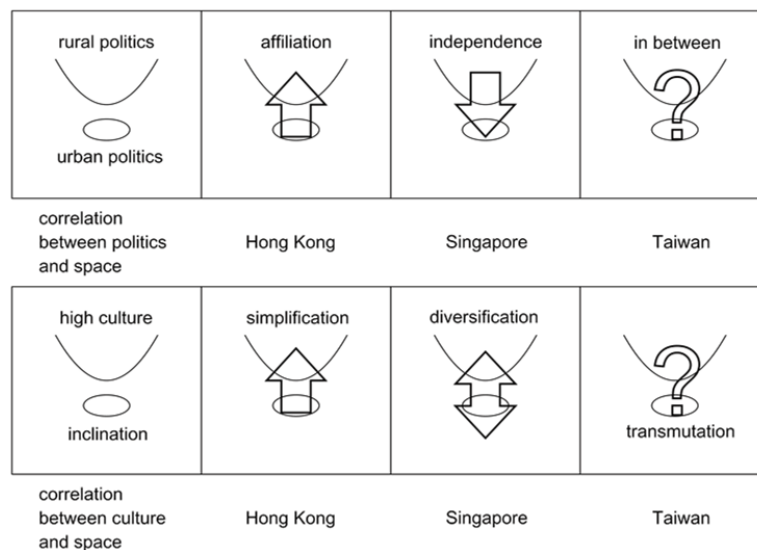 rural politics
affiliation
independence
in between
?
?
urban politics
correlation
between politics
and space
Hong Kong
Singapore
Taiwan
high culture
simplification
diversification
inclination
transmutation
correlation
between culture
and space
Hong Kong
Singapore
Taiwan